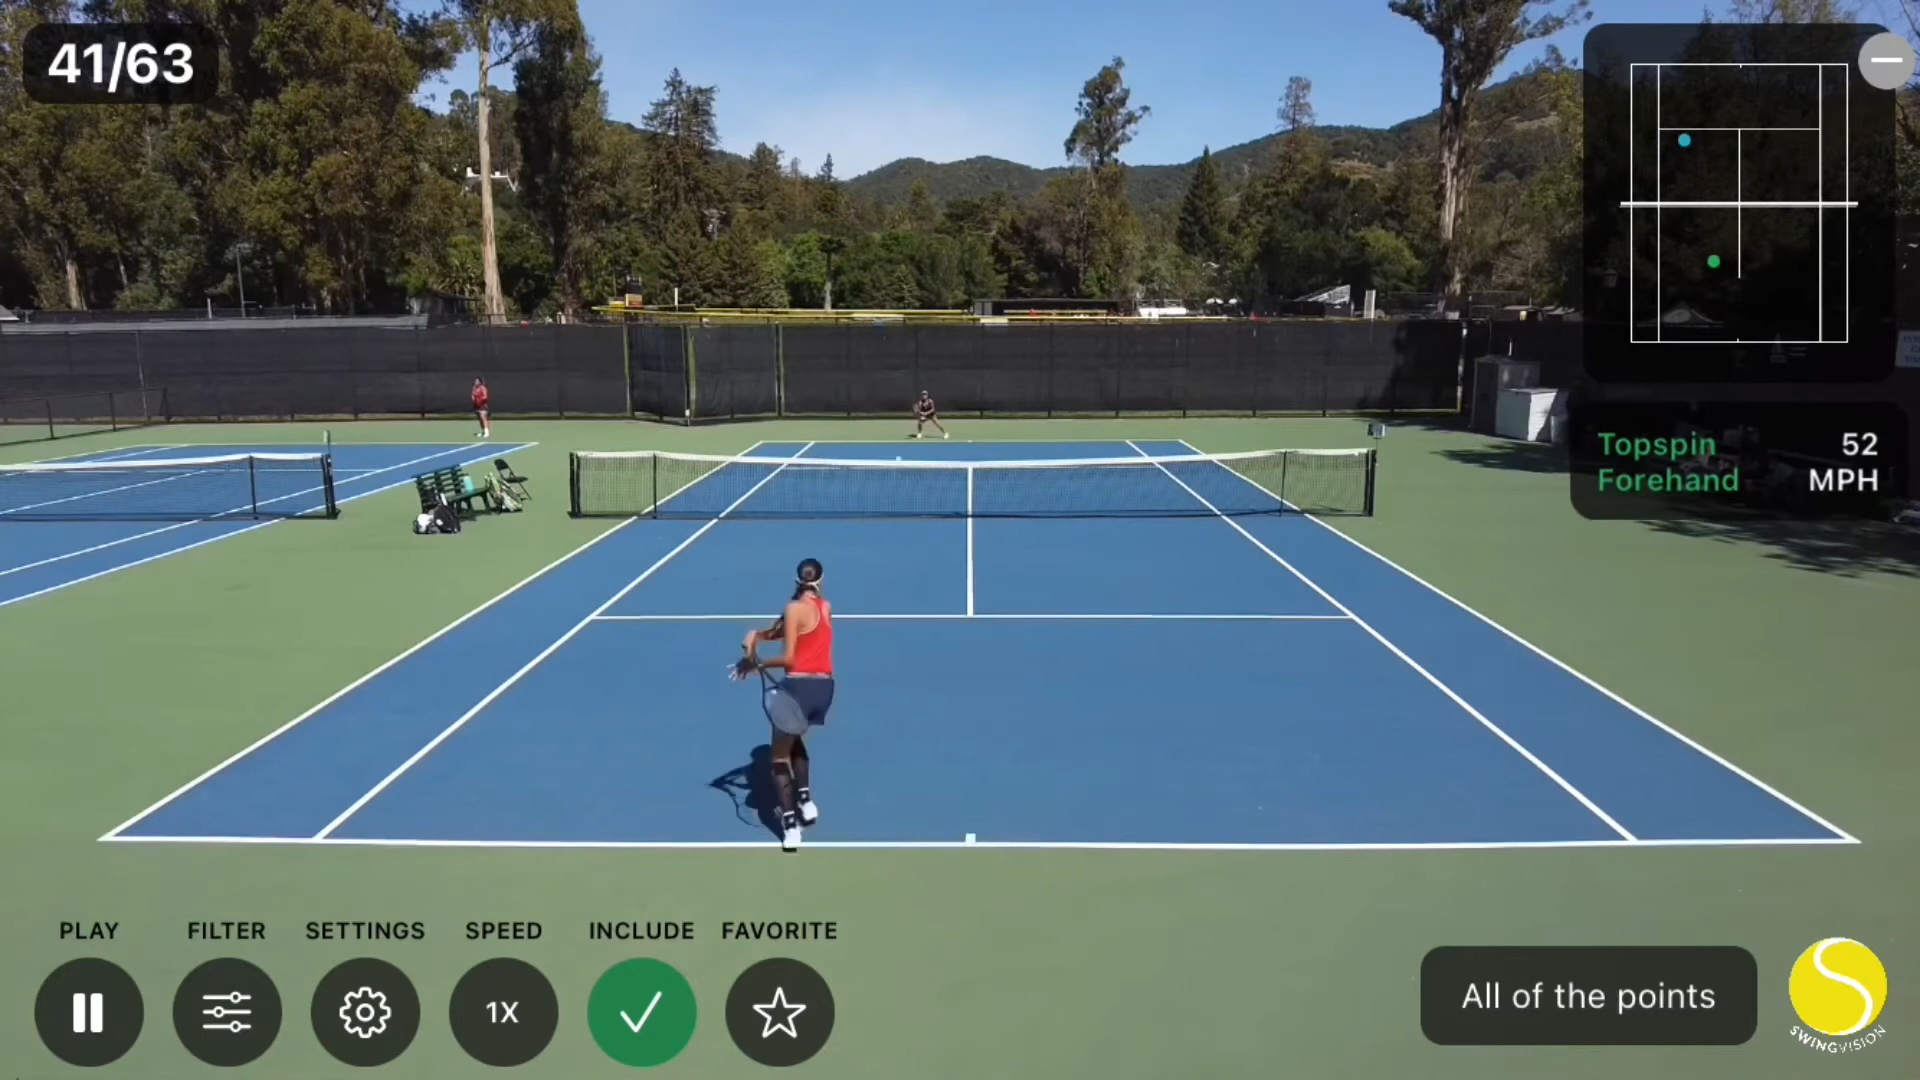 41/63
Topspin 52
Forehand MPH
PLAY FILTER SETTINGS SPEED INCLUDE FAVORITE
1X
All of the points
SWINGVISION